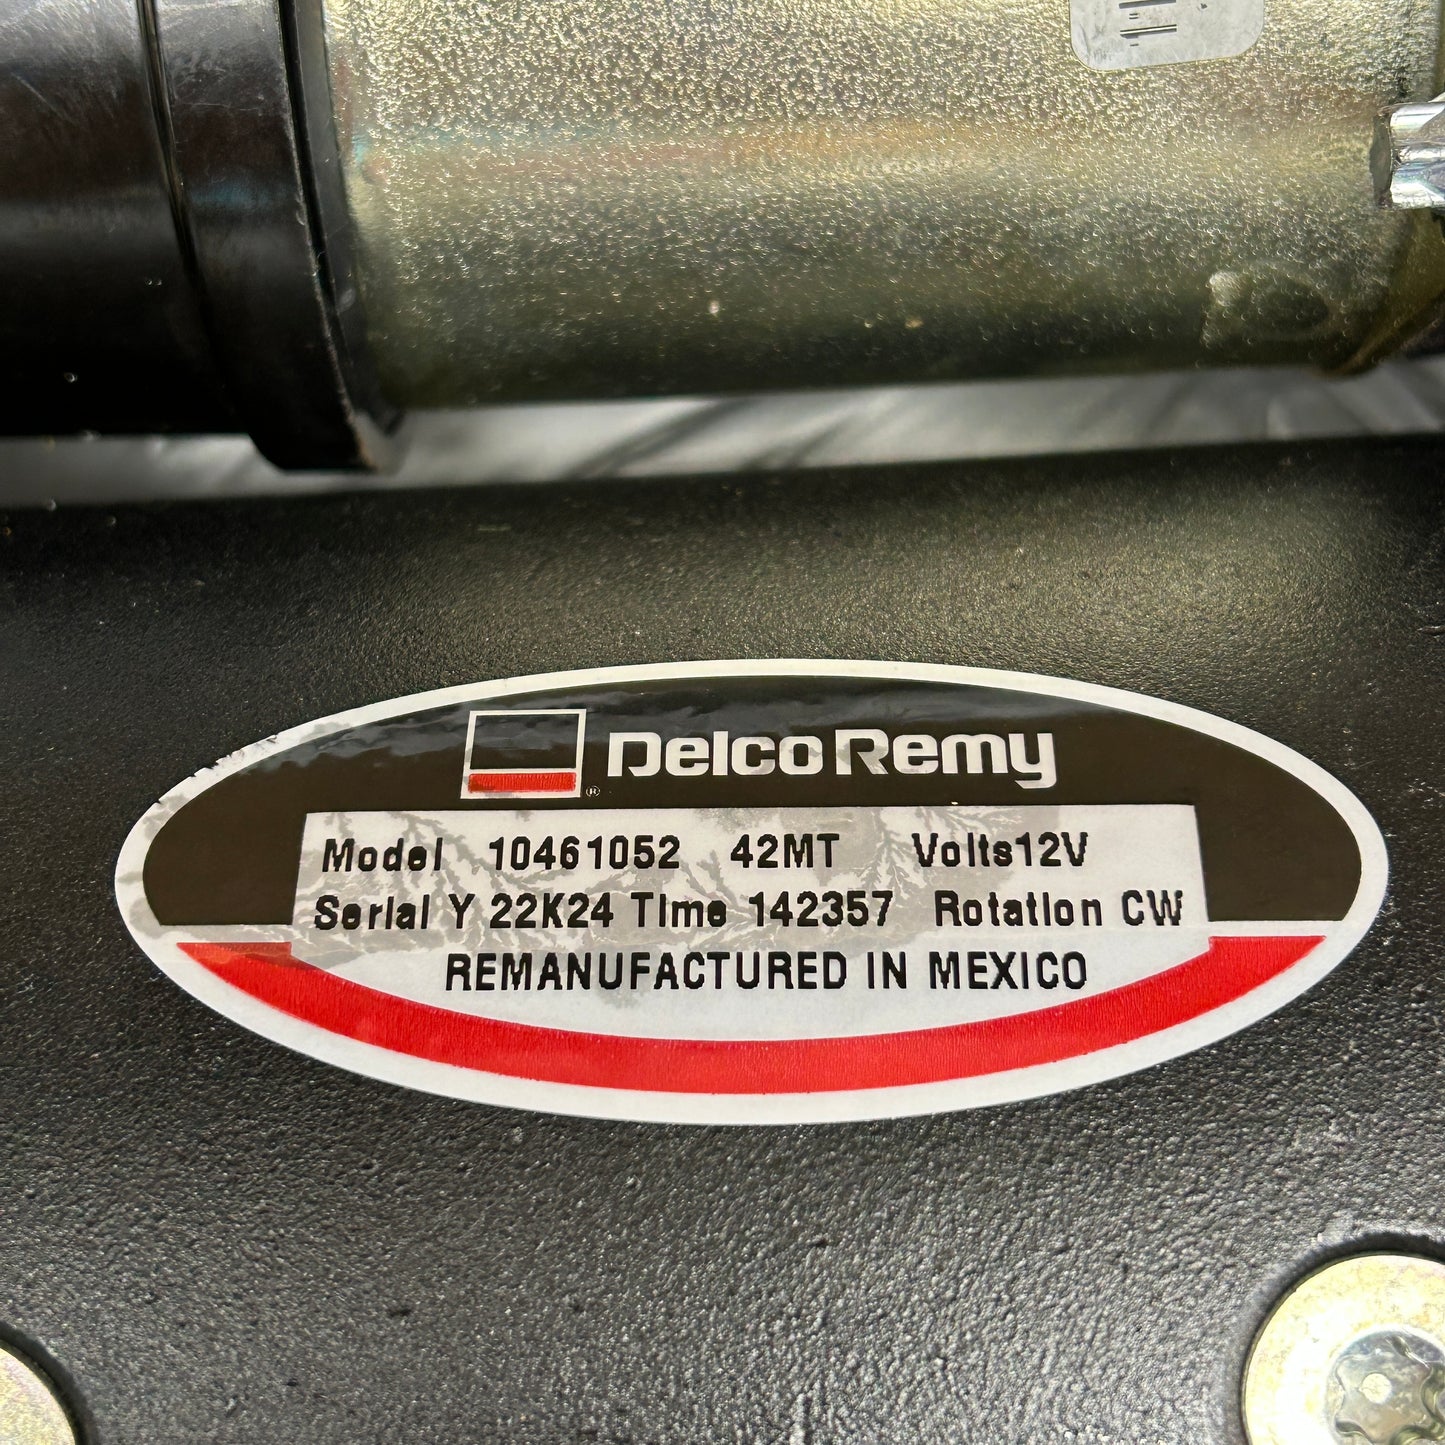 DelcoRemy
Model 10461052 42MT Volts12V
Serial Y 22K24 Time 142357 Rotation CW
REMANUFACTURED IN MEXICO